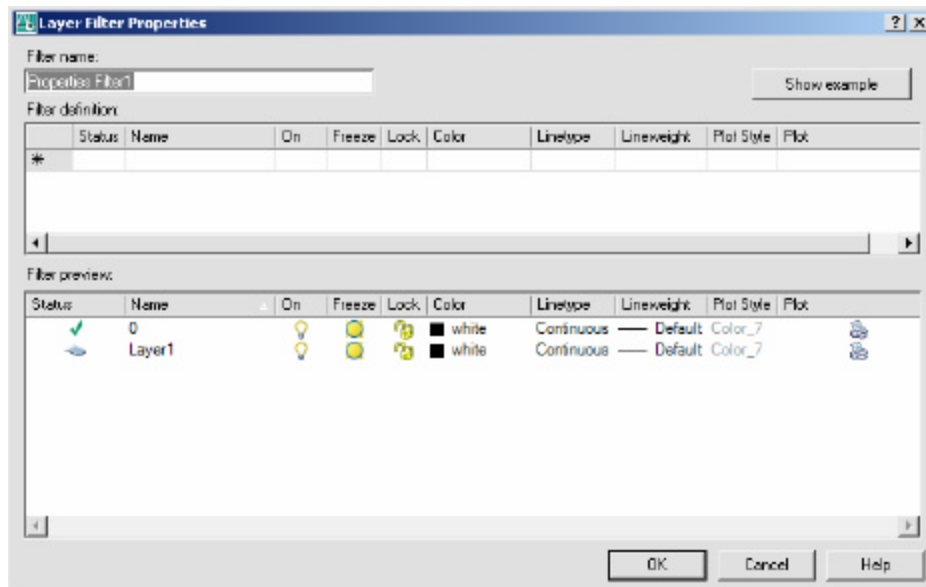 Layer Filter Properties
Filter name:
Properties Filter1
Show example
Filter definition:
Status Name On Freeze Lock Color Linetype Lineweight Plot Style Plot
*
Filter preview:
Status Name On Freeze Lock Color Linetype Lineweight Plot Style Plot
0 white Continuous Default Color_7
Layer1 white Continuous Default Color_7
OK Cancel Help